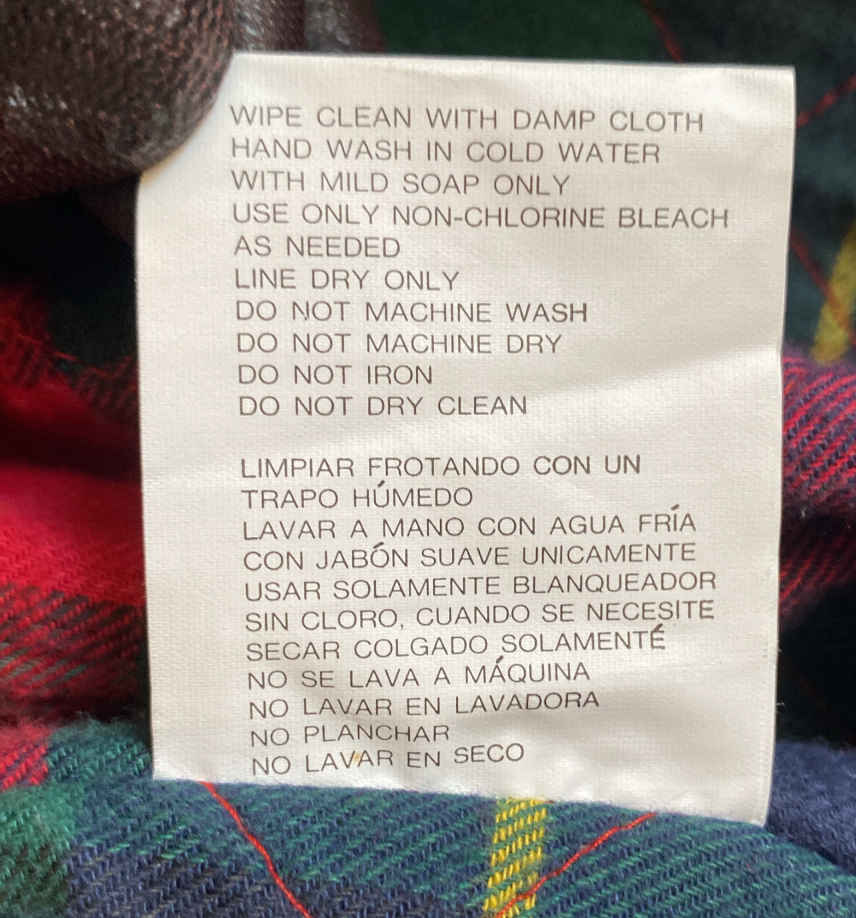 WIPE CLEAN WITH DAMP CLOTH
HAND WASH IN COLD WATER
WITH MILD SOAP ONLY
USE ONLY NON-CHLORINE BLEACH
AS NEEDED
LINE DRY ONLY
DO NOT MACHINE WASH
DO NOT MACHINE DRY
DO NOT IRON
DO NOT DRY CLEAN
LIMPIAR FROTANDO CON UN
TRAPO HÚMEDO
LAVAR A MANO CON AGUA FRÍA
CON JABÓN SUAVE UNICAMENTE
USAR SOLAMENTE BLANQUEADOR
SIN CLORO, CUANDO SE NECESITE
SECAR COLGADO SOLAMENTÉ
NO SE LAVA A MÁQUINA
NO LAVAR EN LAVADORA
NO PLANCHAR
NO LAVAR EN SECO